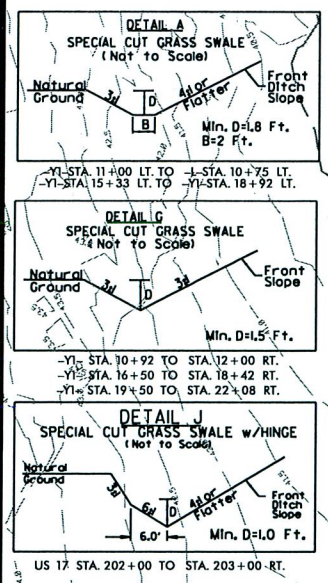 DETAIL A
SPECIAL CUT GRASS SWALE
(Not to Scale)
Natural Ground
3:1
D
4:1 or Flatter
Front Ditch Slope
B
Min. D=1.8 Ft.
B=2 Ft.
-Y1-STA. 11+00 LT. TO -L-STA. 10+75 LT.
-Y1-STA. 15+33 LT. TO -Y1-STA. 18+92 LT.
DETAIL G
SPECIAL CUT GRASS SWALE
(Not to Scale)
Natural Ground
3:1
D
3:1
Front Slope
Min. D=1.5 Ft.
-Y1- STA. 10+92 TO STA. 12+00 RT.
-Y1- STA. 16+50 TO STA. 18+42 RT.
-Y1- STA. 19+50 TO STA. 22+08 RT.
DETAIL J
SPECIAL CUT GRASS SWALE w/HINGE
(Not to Scale)
Natural Ground
3:1
6:1
D
4:1 or Flatter
Front Ditch Slope
6.0'
Min. D=1.0 Ft.
US 17 STA. 202+00 TO STA. 203+00 RT.